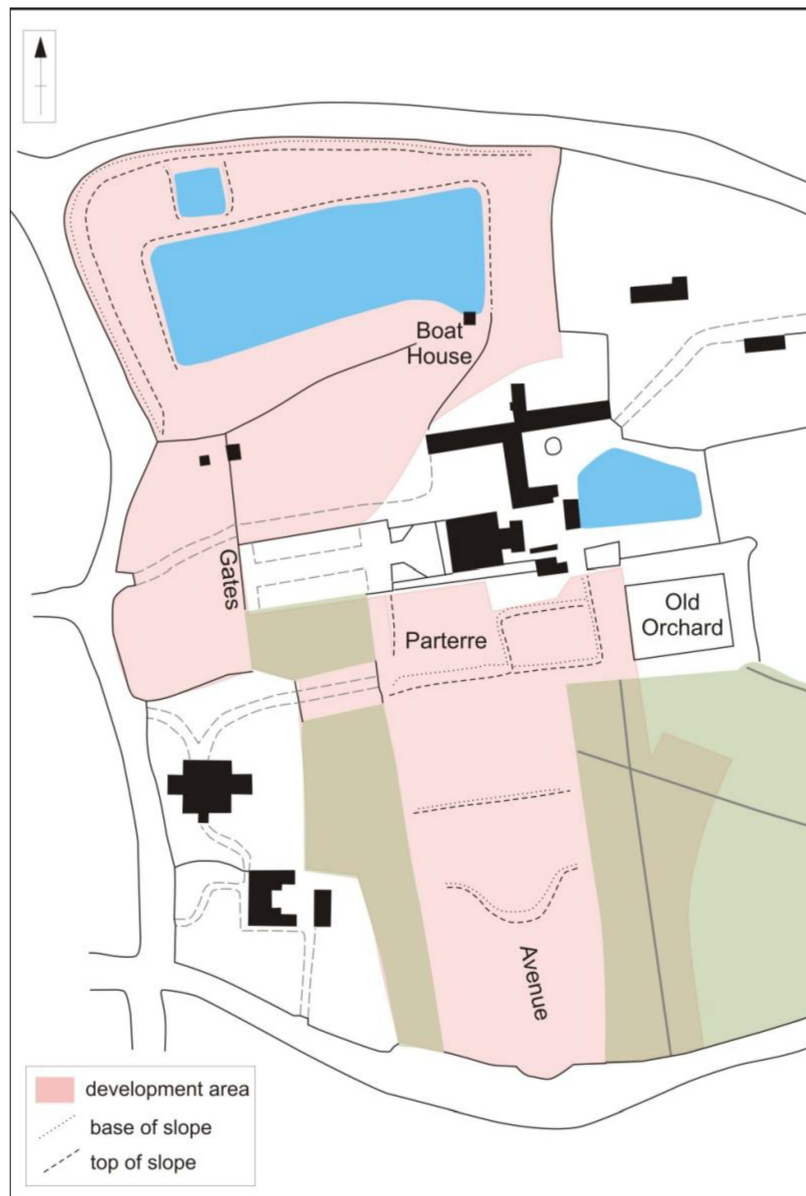 Boat
House
Gates
Parterre
Old
Orchard
Avenue
development area
base of slope
top of slope